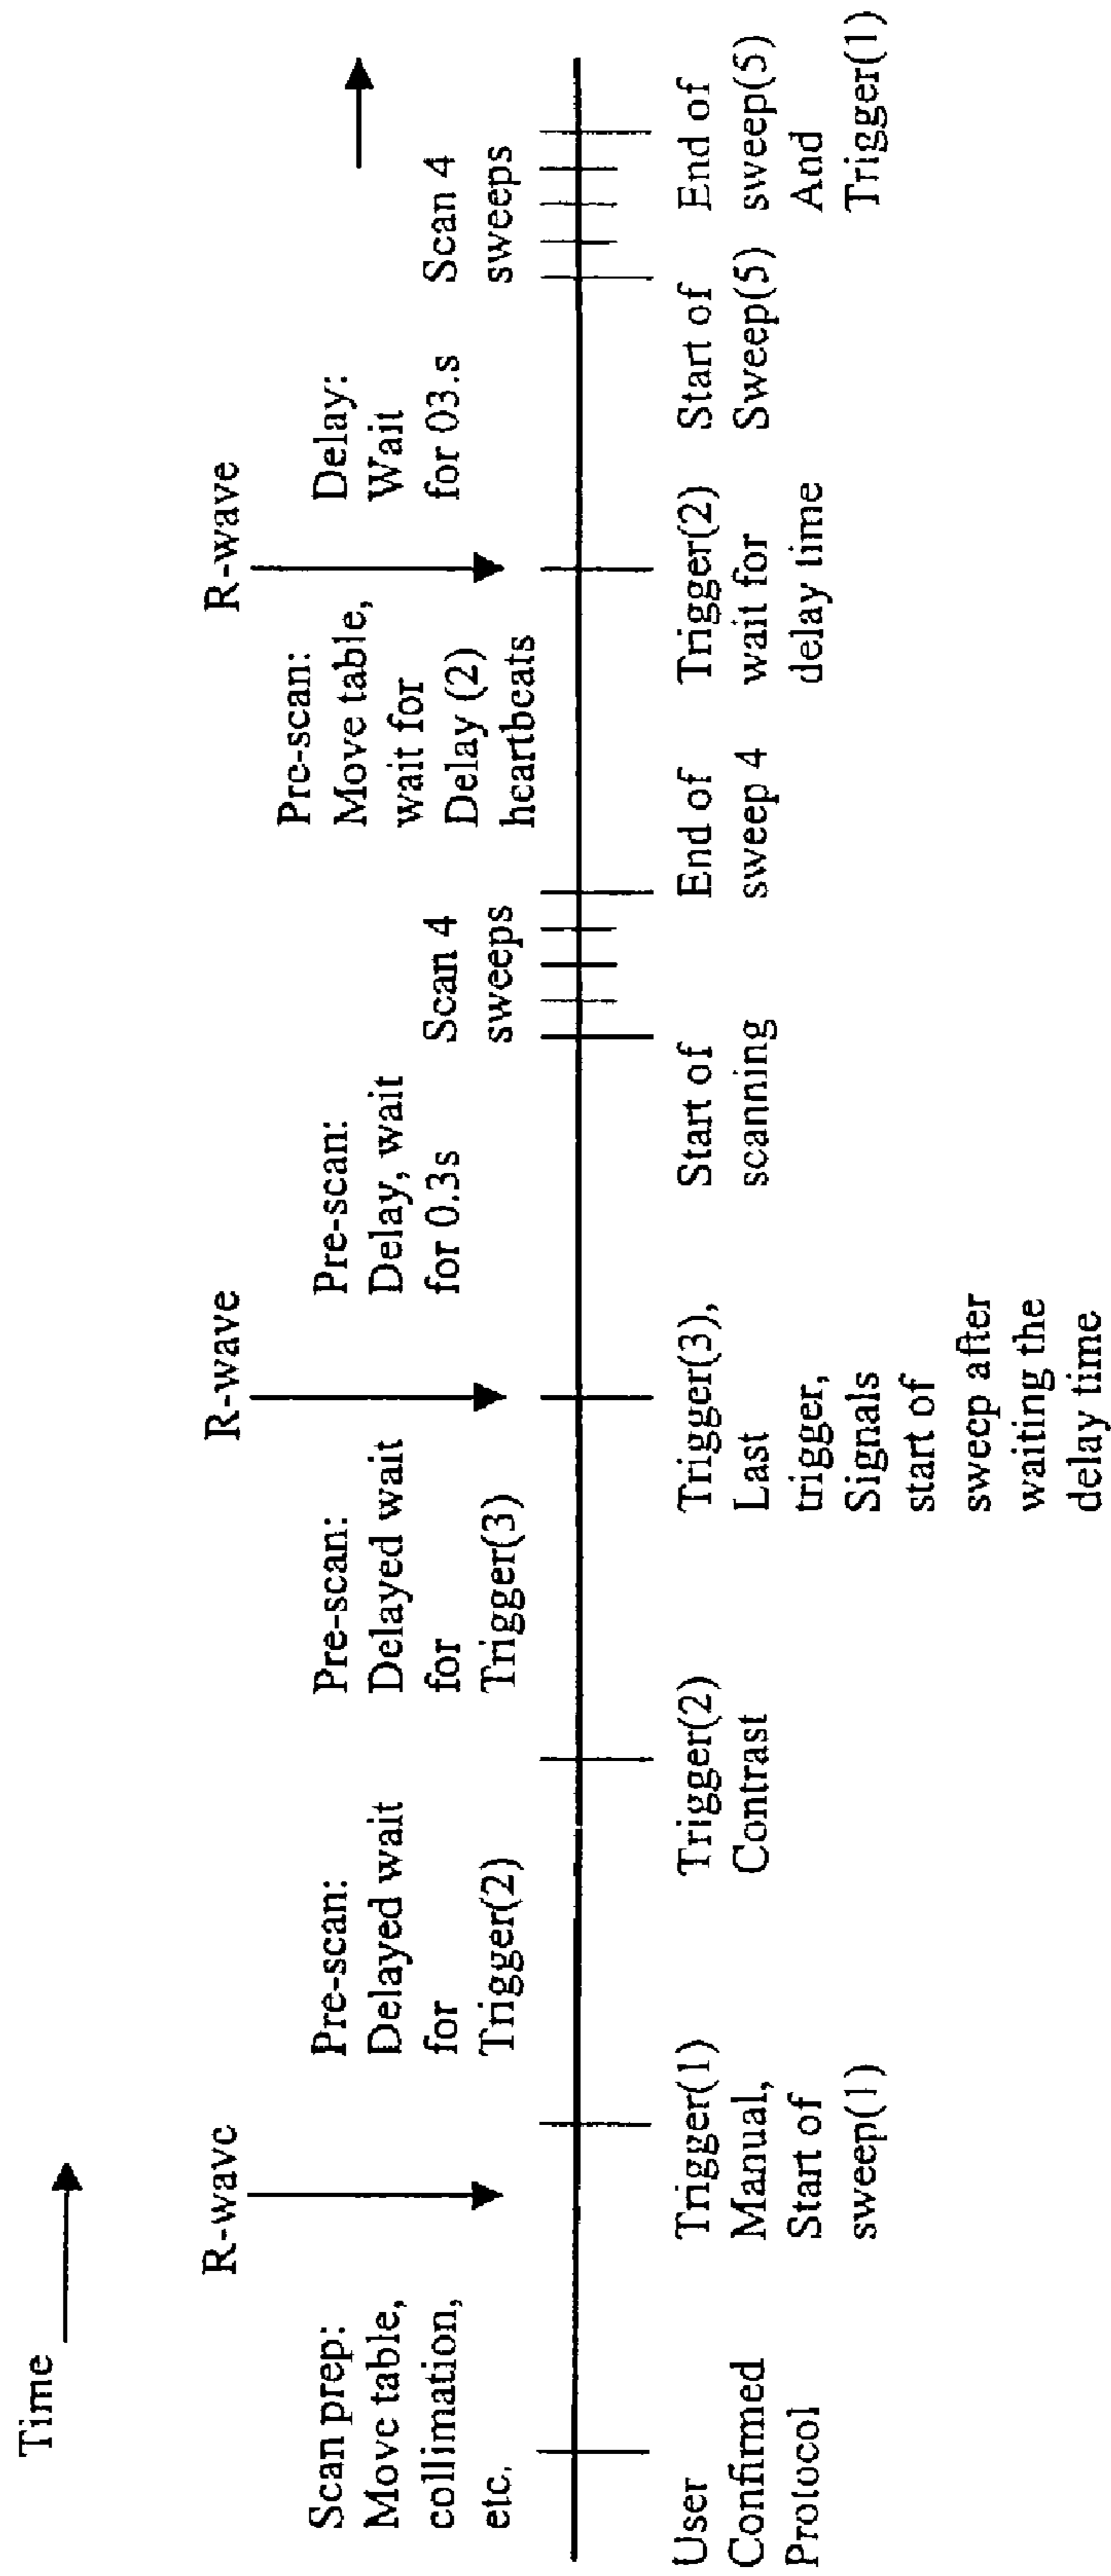 Time
R-wave
R-wave
R-wave
Scan prep:
Move table,
collimation,
etc.
Pre-scan:
Delayed wait
for
Trigger(2)
Pre-scan:
Delayed wait
for
Trigger(3)
Pre-scan:
Delay, wait
for 0.3s
Scan 4
sweeps
Pre-scan:
Move table,
wait for
Delay (2)
heartbeats
Delay:
Wait
for 03.s
Scan 4
sweeps
User
Confirmed
Protocol
Trigger(1)
Manual,
Start of
sweep(1)
Trigger(2)
Contrast
Trigger(3),
Last
trigger,
Signals
start of
sweep after
waiting the
delay time
Start of
scanning
End of
sweep 4
Trigger(2)
wait for
delay time
Start of
Sweep(5)
End of
sweep(5)
And
Trigger(1)